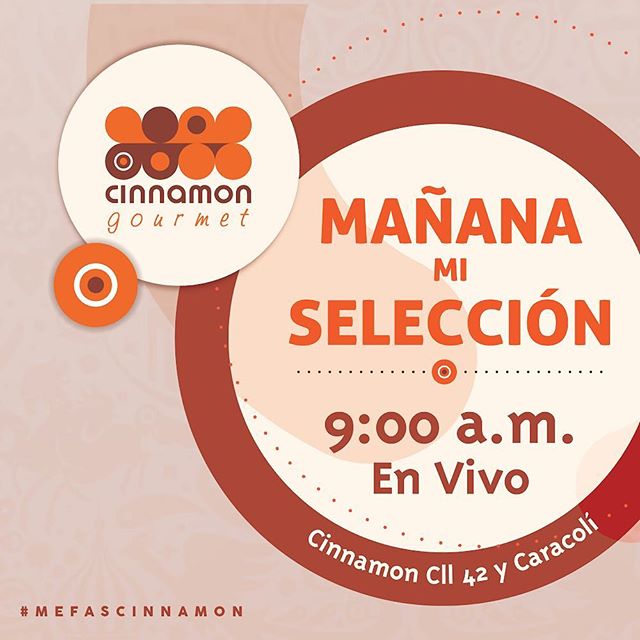 cinnamon
gourmet
MAÑANA
MI
SELECCIÓN
9:00 a.m.
En Vivo
Cinnamon Cll 42 y Caracolí
#MEFASCINNAMON